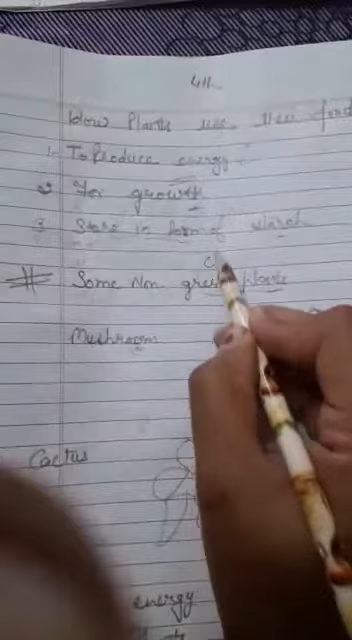 4th
How Plants use their food
1. To Produce energy
2 For growth
3. Store in form of starch
# Some Non green plants
Mushroom
Cactus
energy